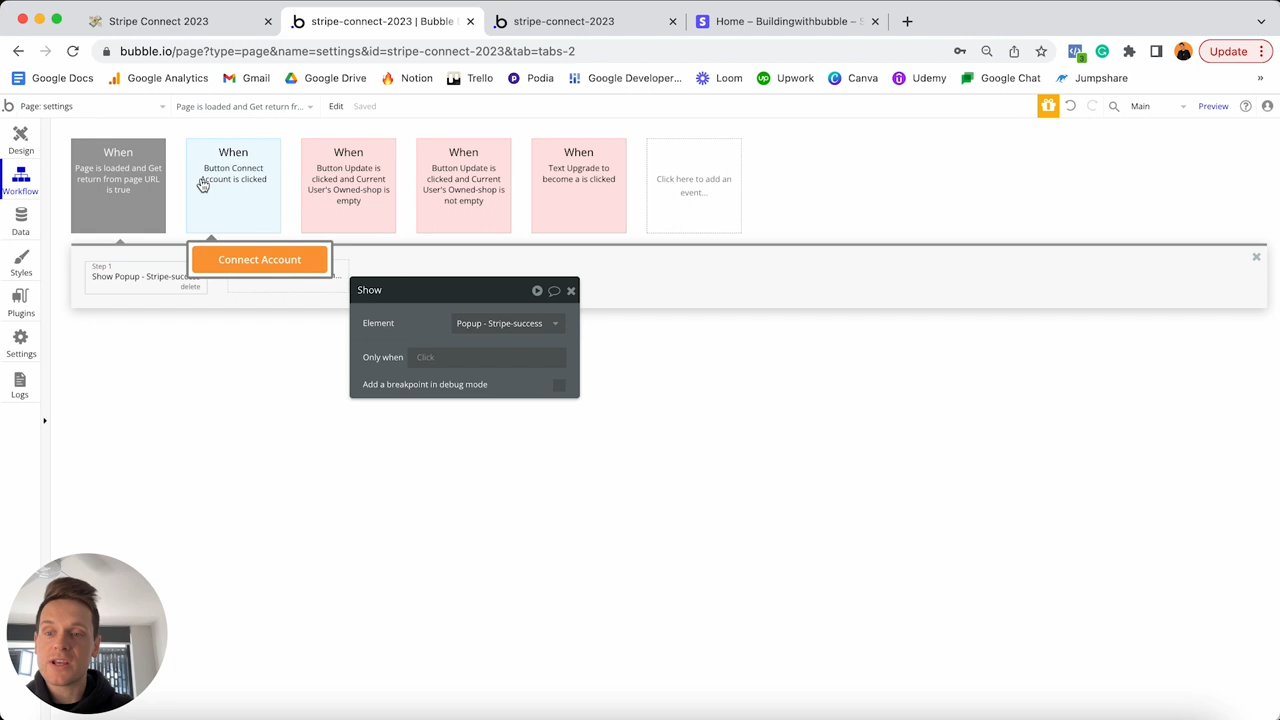 Stripe Connect 2023
stripe-connect-2023 | Bubble
stripe-connect-2023
Home – Buildingwithbubble – S
bubble.io/page?type=page&name=settings&id=stripe-connect-2023&tab=tabs-2
3
Update
Google Docs
Google Analytics
Gmail
Google Drive
Notion
Trello
Podia
Google Developer...
Loom
Upwork
Canva
Udemy
Google Chat
Jumpshare
»
Page: settings
Page is loaded and Get return fr...
Edit
Saved
Main
Preview
Design
Workflow
Data
Styles
Plugins
Settings
Logs
When
Page is loaded and Get
return from page URL
is true
When
Button Connect
Account is clicked
When
Button Update is
clicked and Current
User's Owned-shop is
empty
When
Button Update is
clicked and Current
User's Owned-shop is
not empty
When
Text Upgrade to
become a is clicked
Click here to add an
event...
Step 1
Show Popup - Stripe-success
delete
Connect Account
Show
Element
Popup - Stripe-success
Only when
Click
Add a breakpoint in debug mode